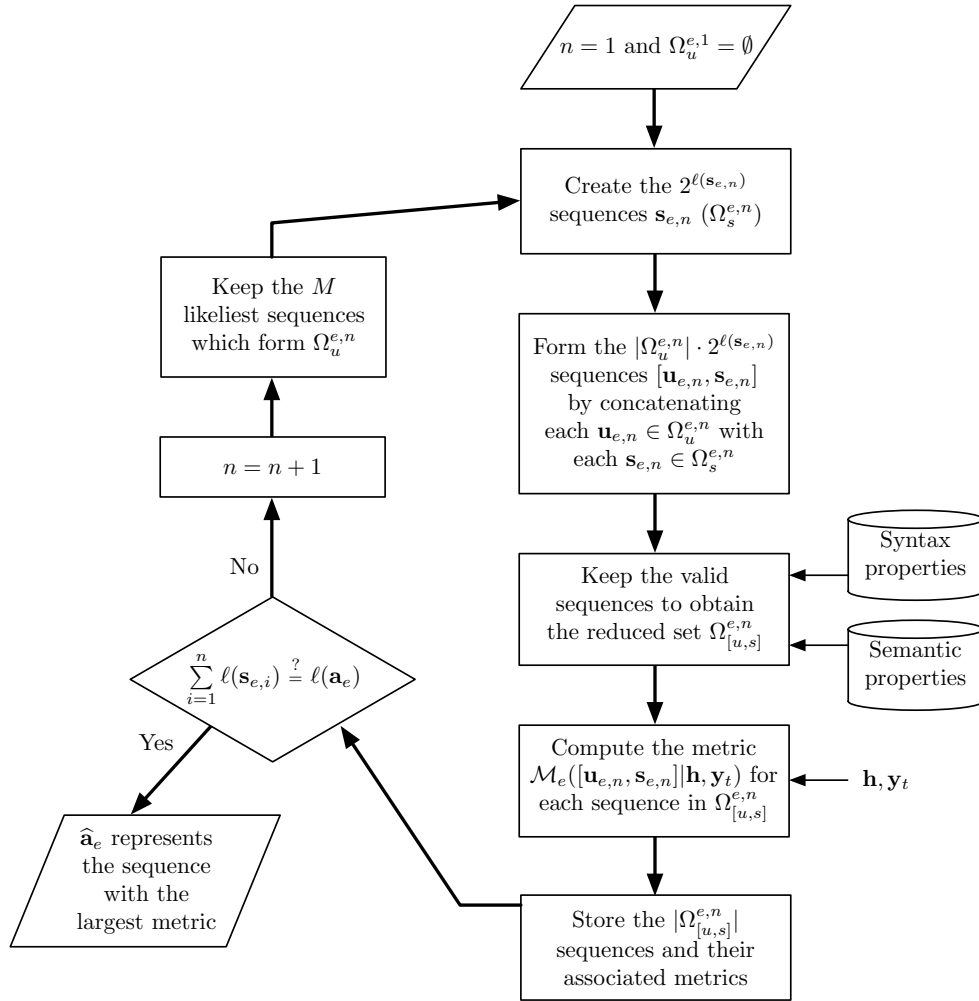 n = 1 and Ω_u^{e,1} = ∅
Create the 2^{ℓ(s_{e,n})}
sequences s_{e,n} (Ω_s^{e,n})
Keep the M
likeliest sequences
which form Ω_u^{e,n}
Form the |Ω_u^{e,n}| · 2^{ℓ(s_{e,n})}
sequences [u_{e,n}, s_{e,n}]
by concatenating
each u_{e,n} ∈ Ω_u^{e,n} with
each s_{e,n} ∈ Ω_s^{e,n}
n = n + 1
Syntax
properties
No
Keep the valid
sequences to obtain
the reduced set Ω_{[u,s]}^{e,n}
Semantic
properties
∑_{i=1}^{n} ℓ(s_{e,i}) ≟ ℓ(a_e)
Yes
Compute the metric
ℳ_e([u_{e,n}, s_{e,n}]|h, y_t) for
each sequence in Ω_{[u,s]}^{e,n}
h, y_t
â_e represents
the sequence
with the
largest metric
Store the |Ω_{[u,s]}^{e,n}|
sequences and their
associated metrics